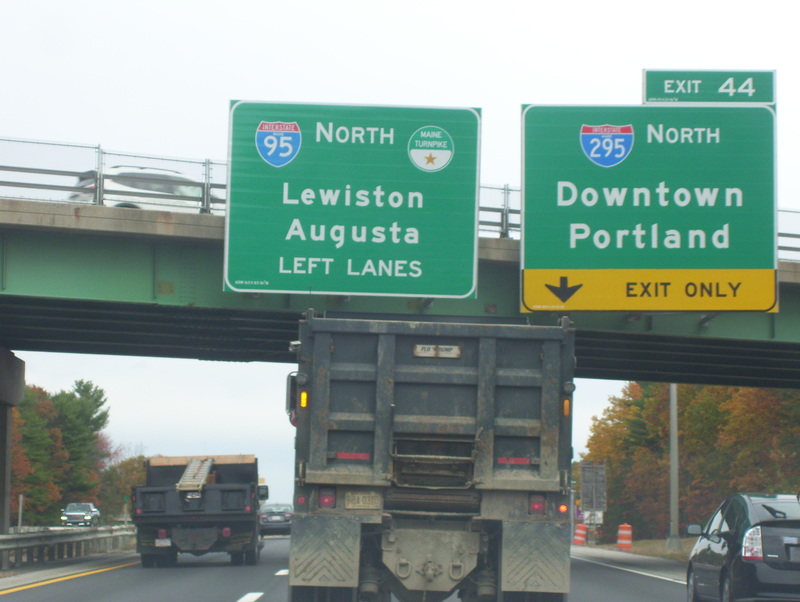 EXIT 44
INTERSTATE
95
NORTH
MAINE
TURNPIKE
Lewiston
Augusta
LEFT LANES
INTERSTATE
295
NORTH
Downtown
Portland
EXIT ONLY